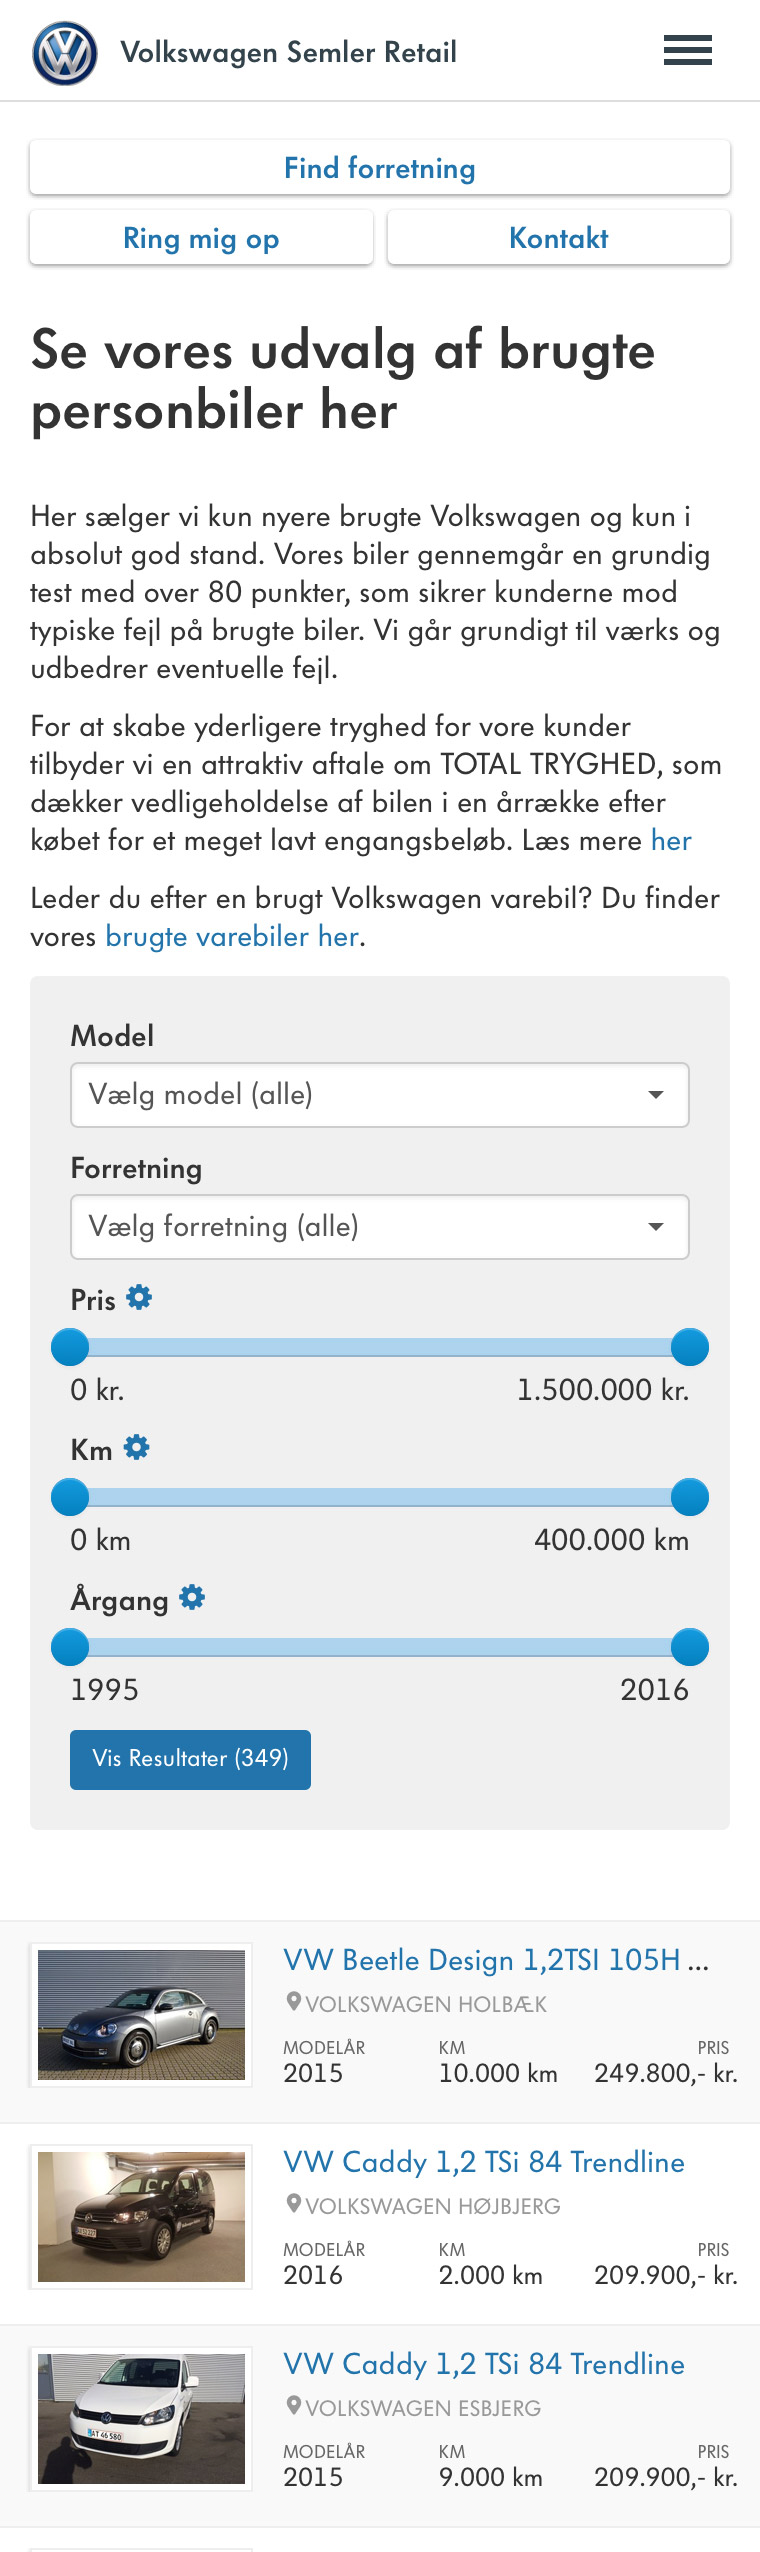 Volkswagen Semler Retail
Find forretning
Ring mig op
Kontakt
Se vores udvalg af brugte
personbiler her
Her sælger vi kun nyere brugte Volkswagen og kun i
absolut god stand. Vores biler gennemgår en grundig
test med over 80 punkter, som sikrer kunderne mod
typiske fejl på brugte biler. Vi går grundigt til værks og
udbedrer eventuelle fejl.
For at skabe yderligere tryghed for vore kunder
tilbyder vi en attraktiv aftale om TOTAL TRYGHED, som
dækker vedligeholdelse af bilen i en årrække efter
købet for et meget lavt engangsbeløb. Læs mere her
Leder du efter en brugt Volkswagen varebil? Du finder
vores brugte varebiler her.
Model
Vælg model (alle)
Forretning
Vælg forretning (alle)
Pris
0 kr. 1.500.000 kr.
Km
0 km 400.000 km
Årgang
1995 2016
Vis Resultater (349)
VW Beetle Design 1,2TSI 105H ...
VOLKSWAGEN HOLBÆK
MODELÅR KM PRIS
2015 10.000 km 249.800,- kr.
VW Caddy 1,2 TSi 84 Trendline
VOLKSWAGEN HØJBJERG
MODELÅR KM PRIS
2016 2.000 km 209.900,- kr.
VW Caddy 1,2 TSi 84 Trendline
VOLKSWAGEN ESBJERG
AT 46 580
MODELÅR KM PRIS
2015 9.000 km 209.900,- kr.